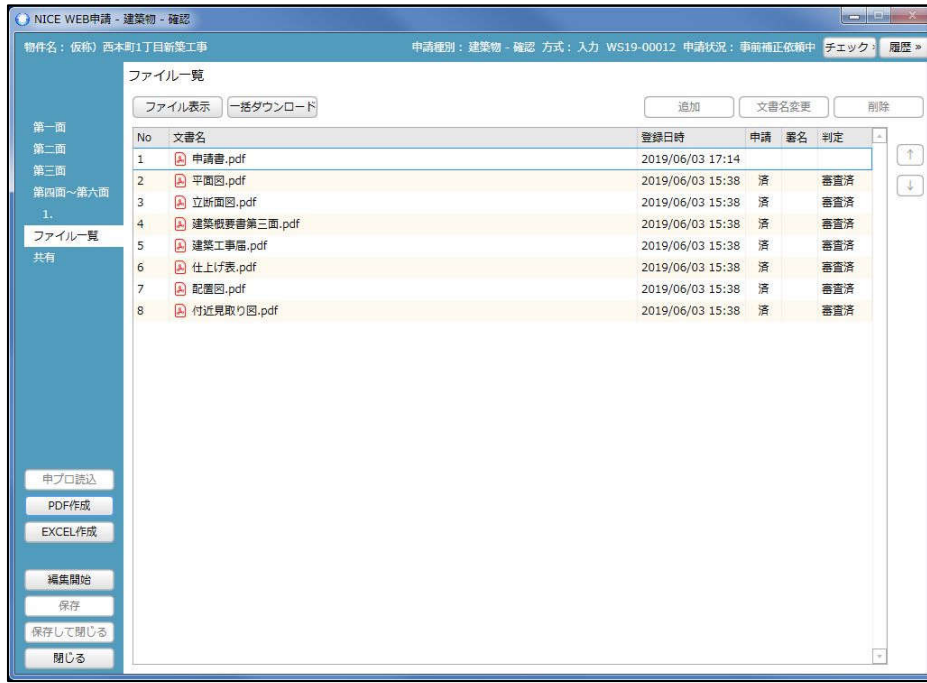 NICE WEB申請 - 建築物 - 確認
物件名：仮称）西本町1丁目新築工事 申請種別：建築物 - 確認 方式：入力 WS19-00012 申請状況：事前補正依頼中 チェック » 履歴 »
ファイル一覧
ファイル表示 一括ダウンロード 追加 文書名変更 削除
第一面
第二面
第三面
第四面～第六面
1.
ファイル一覧
共有
No 文書名 登録日時 申請 署名 判定
1 申請書.pdf 2019/06/03 17:14
2 平面図.pdf 2019/06/03 15:38 済 審査済
3 立断面図.pdf 2019/06/03 15:38 済 審査済
4 建築概要書第三面.pdf 2019/06/03 15:38 済 審査済
5 建築工事届.pdf 2019/06/03 15:38 済 審査済
6 仕上げ表.pdf 2019/06/03 15:38 済 審査済
7 配置図.pdf 2019/06/03 15:38 済 審査済
8 付近見取り図.pdf 2019/06/03 15:38 済 審査済
↑
↓
申プロ読込
PDF作成
EXCEL作成
編集開始
保存
保存して閉じる
閉じる